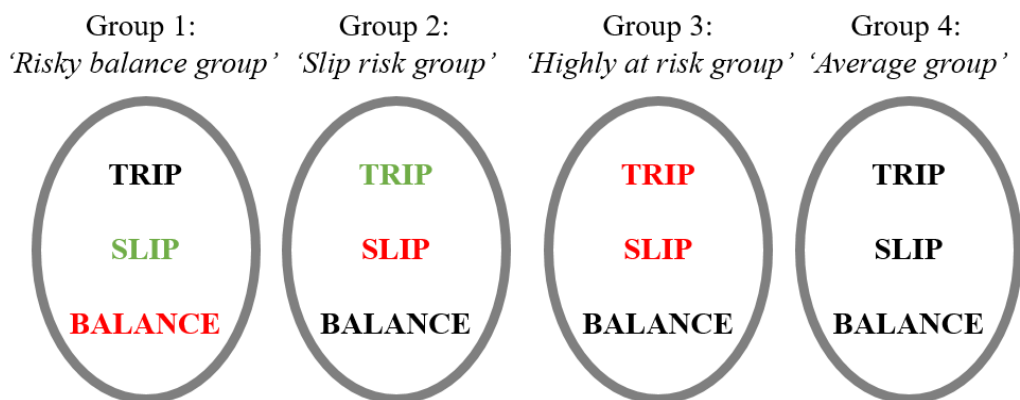 Group 1:
‘Risky balance group’
TRIP
SLIP
BALANCE
Group 2:
‘Slip risk group’
TRIP
SLIP
BALANCE
Group 3:
‘Highly at risk group’
TRIP
SLIP
BALANCE
Group 4:
‘Average group’
TRIP
SLIP
BALANCE